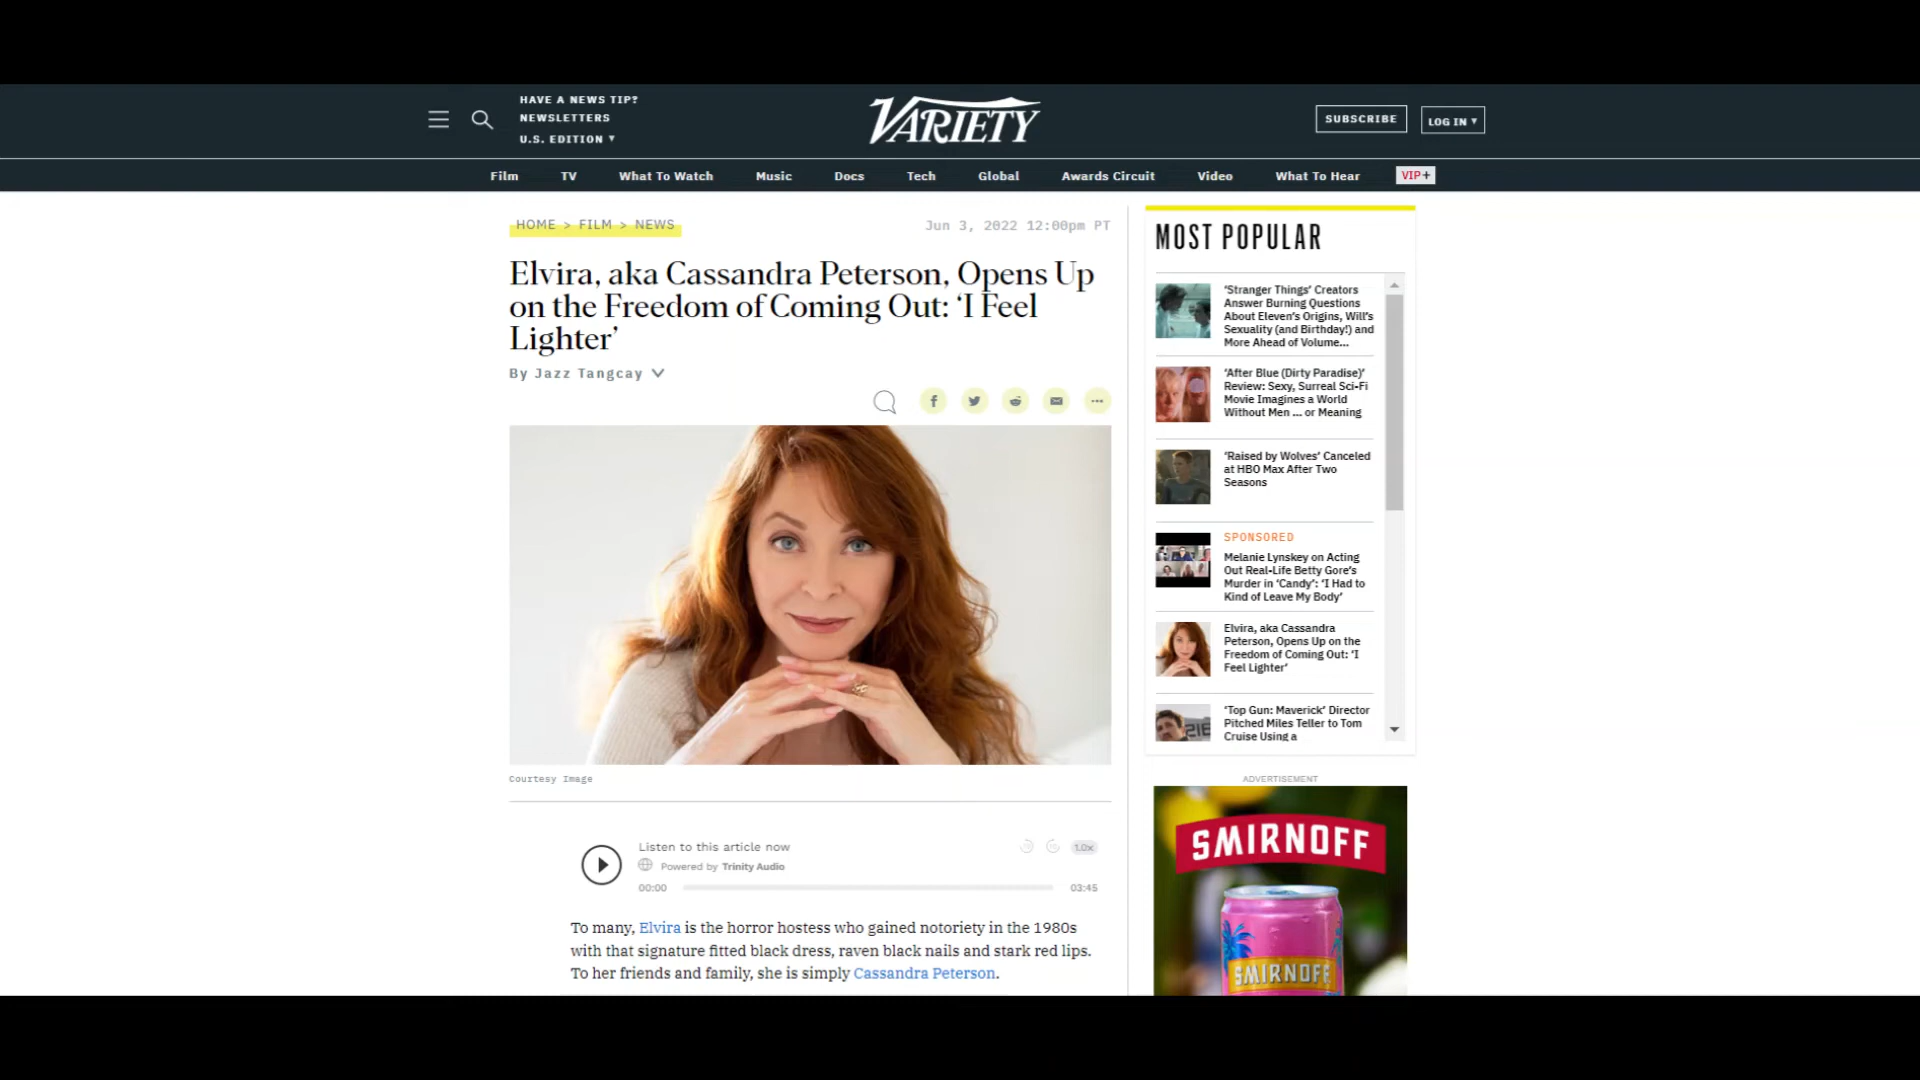 HAVE A NEWS TIP?
NEWSLETTERS
U.S. EDITION
VARIETY
SUBSCRIBE
LOG IN
Film TV What To Watch Music Docs Tech Global Awards Circuit Video What To Hear VIP+
HOME > FILM > NEWS
Jun 3, 2022 12:00pm PT
Elvira, aka Cassandra Peterson, Opens Up
on the Freedom of Coming Out: ‘I Feel
Lighter’
By Jazz Tangcay
Courtesy Image
Listen to this article now
1.0x
Powered by Trinity Audio
00:00
03:45
To many, Elvira is the horror hostess who gained notoriety in the 1980s
with that signature fitted black dress, raven black nails and stark red lips.
To her friends and family, she is simply Cassandra Peterson.
MOST POPULAR
‘Stranger Things’ Creators
Answer Burning Questions
About Eleven’s Origins, Will’s
Sexuality (and Birthday!) and
More Ahead of Volume...
‘After Blue (Dirty Paradise)’
Review: Sexy, Surreal Sci-Fi
Movie Imagines a World
Without Men ... or Meaning
‘Raised by Wolves’ Canceled
at HBO Max After Two
Seasons
SPONSORED
Melanie Lynskey on Acting
Out Real-Life Betty Gore’s
Murder in ‘Candy’: ‘I Had to
Kind of Leave My Body’
Elvira, aka Cassandra
Peterson, Opens Up on the
Freedom of Coming Out: ‘I
Feel Lighter’
‘Top Gun: Maverick’ Director
Pitched Miles Teller to Tom
Cruise Using a
ADVERTISEMENT
SMIRNOFF
SMIRNOFF